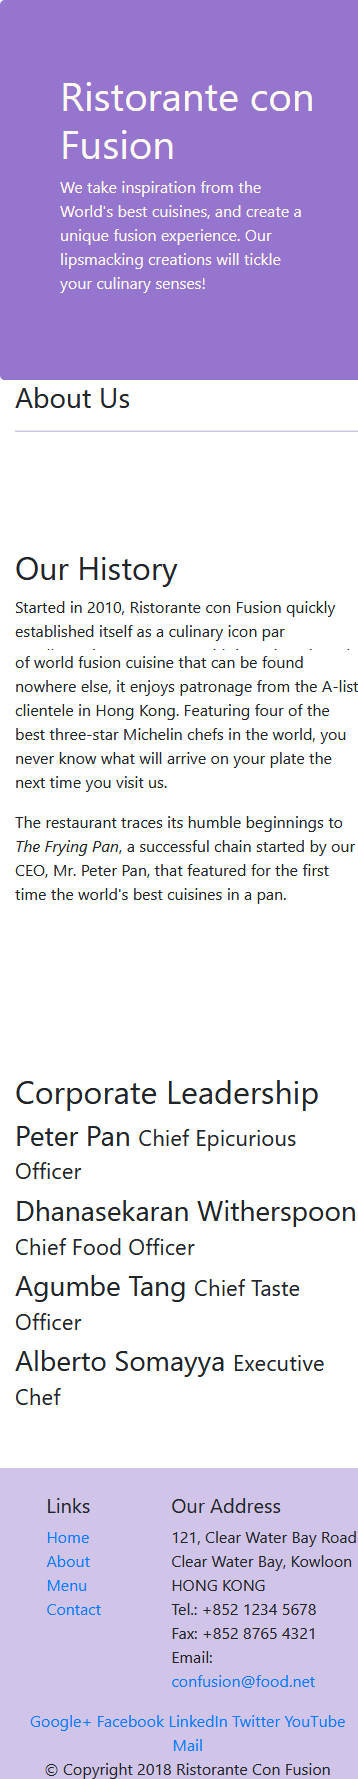 Ristorante con
Fusion
We take inspiration from the
World's best cuisines, and create a
unique fusion experience. Our
lipsmacking creations will tickle
your culinary senses!
About Us
Our History
Started in 2010, Ristorante con Fusion quickly
established itself as a culinary icon par
of world fusion cuisine that can be found
nowhere else, it enjoys patronage from the A-list
clientele in Hong Kong. Featuring four of the
best three-star Michelin chefs in the world, you
never know what will arrive on your plate the
next time you visit us.
The restaurant traces its humble beginnings to
The Frying Pan, a successful chain started by our
CEO, Mr. Peter Pan, that featured for the first
time the world's best cuisines in a pan.
Corporate Leadership
Peter Pan Chief Epicurious
Officer
Dhanasekaran Witherspoon
Chief Food Officer
Agumbe Tang Chief Taste
Officer
Alberto Somayya Executive
Chef
Links
Home
About
Menu
Contact
Our Address
121, Clear Water Bay Road
Clear Water Bay, Kowloon
HONG KONG
Tel.: +852 1234 5678
Fax: +852 8765 4321
Email:
confusion@food.net
Google+ Facebook LinkedIn Twitter YouTube
Mail
© Copyright 2018 Ristorante Con Fusion